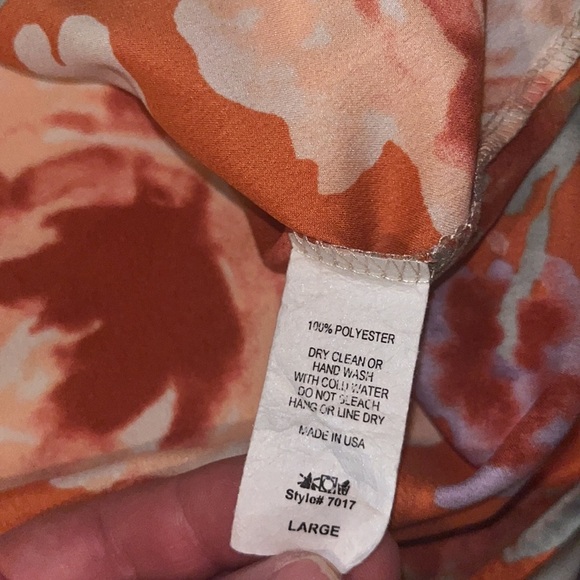 100% POLYESTER
DRY CLEAN OR
HAND WASH
WITH COLD WATER
DO NOT BLEACH
HANG OR LINE DRY
MADE IN USA
Style# 7017
LARGE